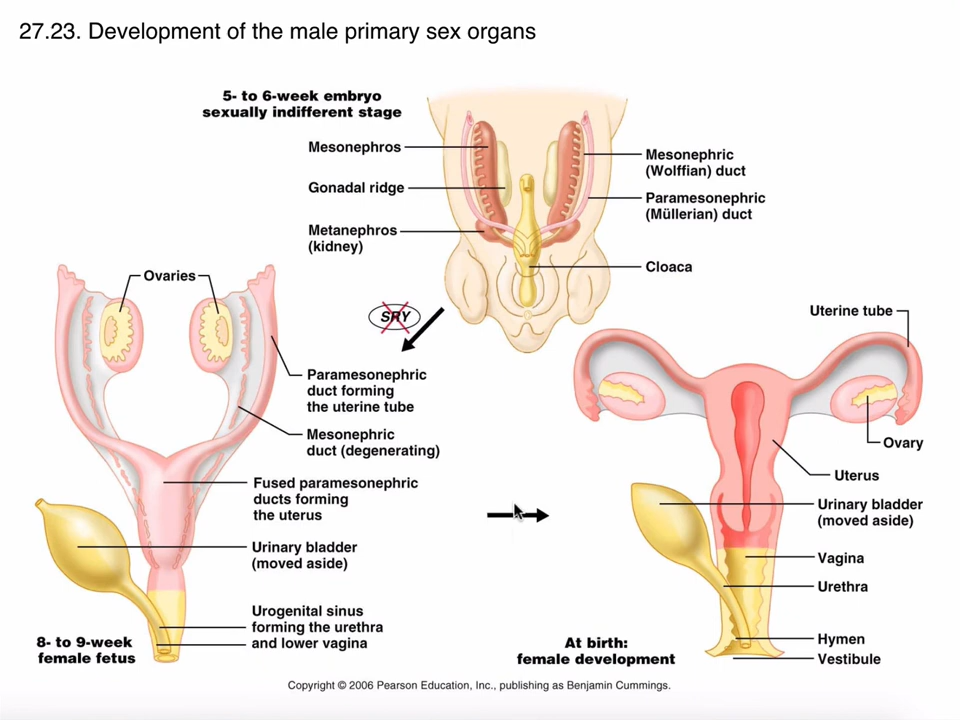 27.23. Development of the male primary sex organs
5- to 6-week embryo
sexually indifferent stage
Mesonephros
Gonadal ridge
Metanephros
(kidney)
Mesonephric
(Wolffian) duct
Paramesonephric
(Müllerian) duct
Cloaca
SRY
Ovaries
Paramesonephric
duct forming
the uterine tube
Mesonephric
duct (degenerating)
Fused paramesonephric
ducts forming
the uterus
Urinary bladder
(moved aside)
Urogenital sinus
forming the urethra
and lower vagina
8- to 9-week
female fetus
Uterine tube
Ovary
Uterus
Urinary bladder
(moved aside)
Vagina
Urethra
Hymen
Vestibule
At birth:
female development
Copyright © 2006 Pearson Education, Inc., publishing as Benjamin Cummings.